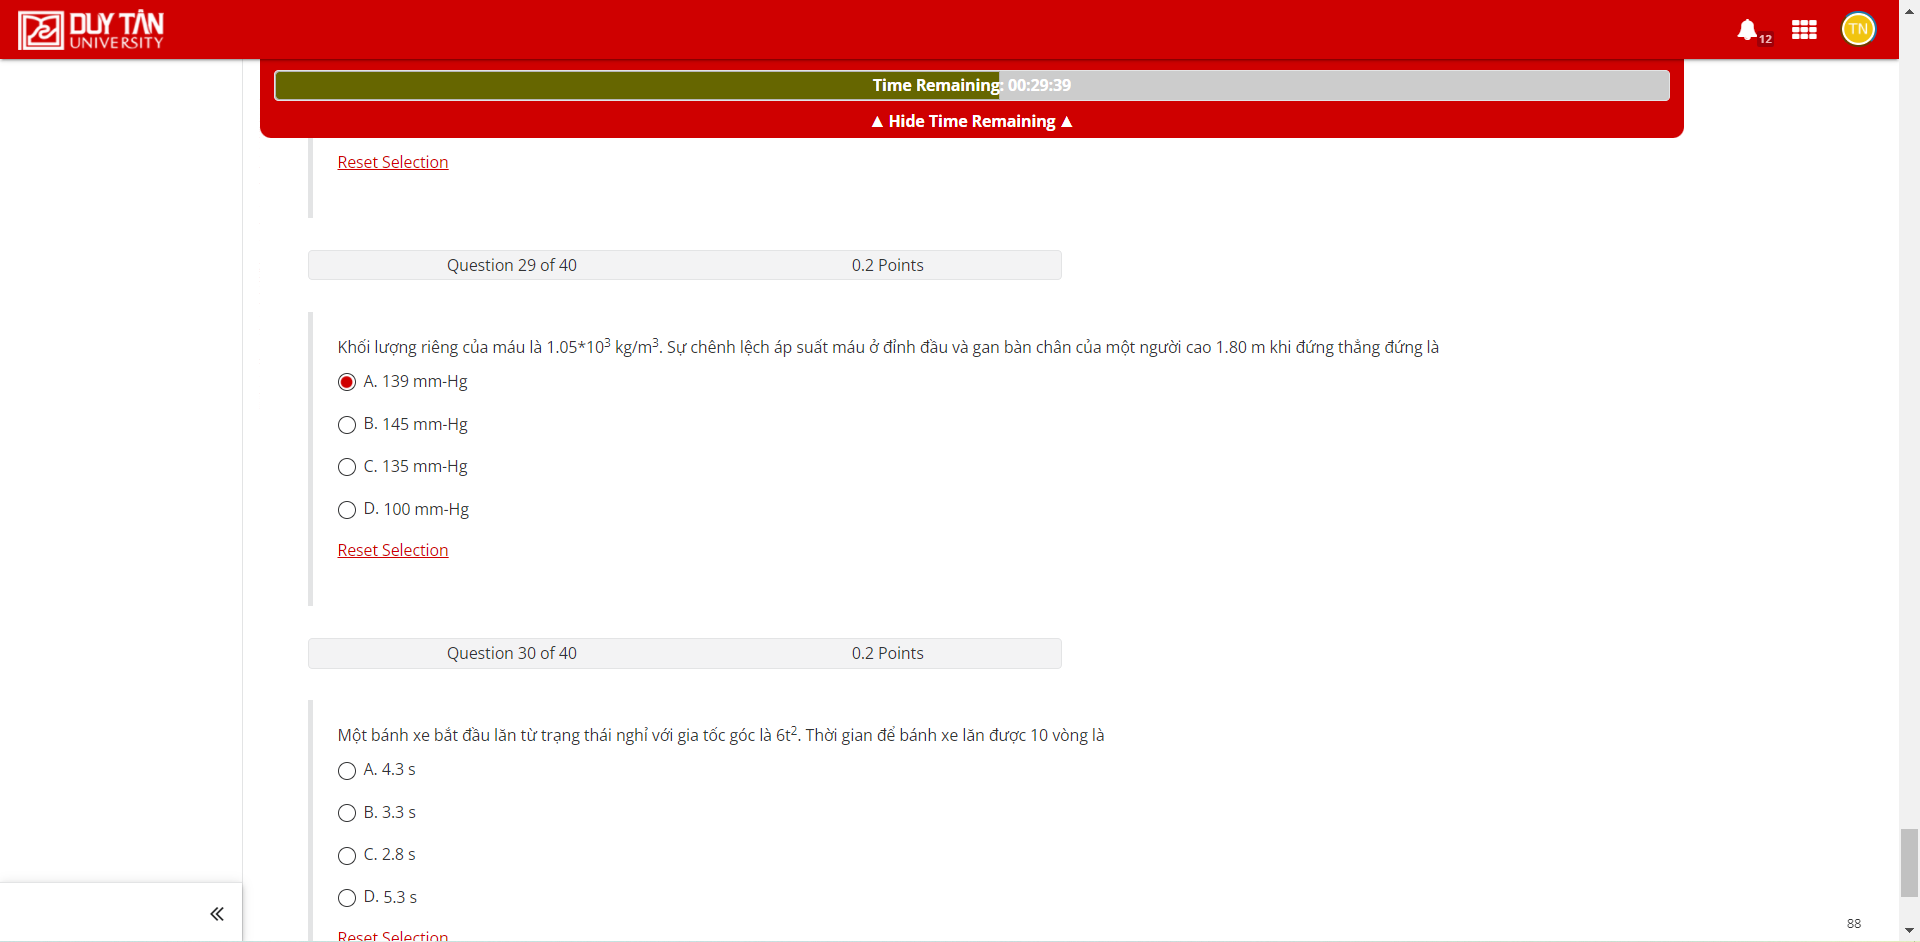 DUY TÂN
UNIVERSITY
12
TN
Time Remaining: 00:29:39
▲ Hide Time Remaining ▲
Reset Selection
Question 29 of 40 0.2 Points
Khối lượng riêng của máu là 1.05*10³ kg/m³. Sự chênh lệch áp suất máu ở đỉnh đầu và gan bàn chân của một người cao 1.80 m khi đứng thẳng đứng là
A. 139 mm-Hg
B. 145 mm-Hg
C. 135 mm-Hg
D. 100 mm-Hg
Reset Selection
Question 30 of 40 0.2 Points
Một bánh xe bắt đầu lăn từ trạng thái nghỉ với gia tốc góc là 6t². Thời gian để bánh xe lăn được 10 vòng là
A. 4.3 s
B. 3.3 s
C. 2.8 s
D. 5.3 s
Reset Selection
88